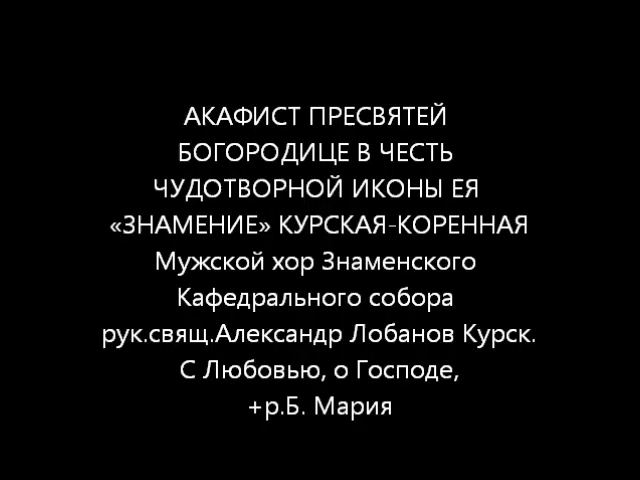 АКАФИСТ ПРЕСВЯТЕЙ
БОГОРОДИЦЕ В ЧЕСТЬ
ЧУДОТВОРНОЙ ИКОНЫ ЕЯ
«ЗНАМЕНИЕ» КУРСКАЯ-КОРЕННАЯ
Мужской хор Знаменского
Кафедрального собора
рук.свящ.Александр Лобанов Курск.
С Любовью, о Господе,
+р.Б. Мария